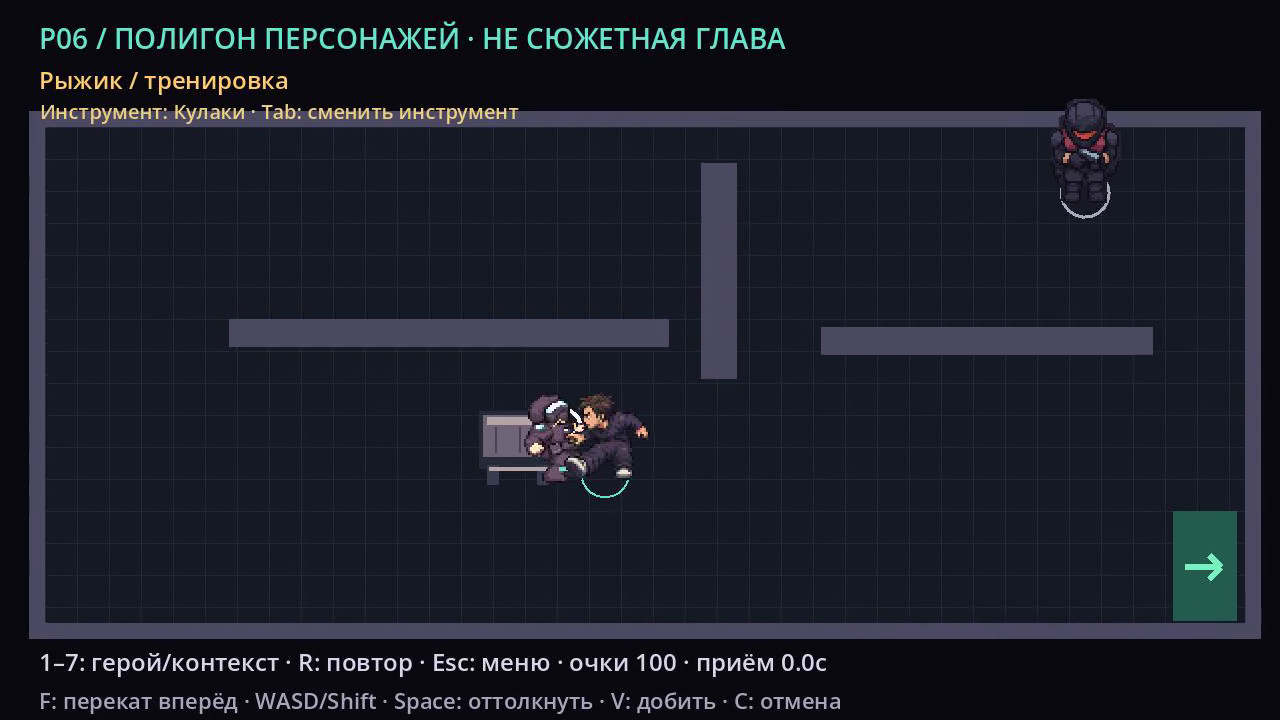 P06 / ПОЛИГОН ПЕРСОНАЖЕЙ · НЕ СЮЖЕТНАЯ ГЛАВА
Рыжик / тренировка
Инструмент: Кулаки · Tab: сменить инструмент
1–7: герой/контекст · R: повтор · Esc: меню · очки 100 · приём 0.0с
F: перекат вперёд · WASD/Shift · Space: оттолкнуть · V: добить · C: отмена